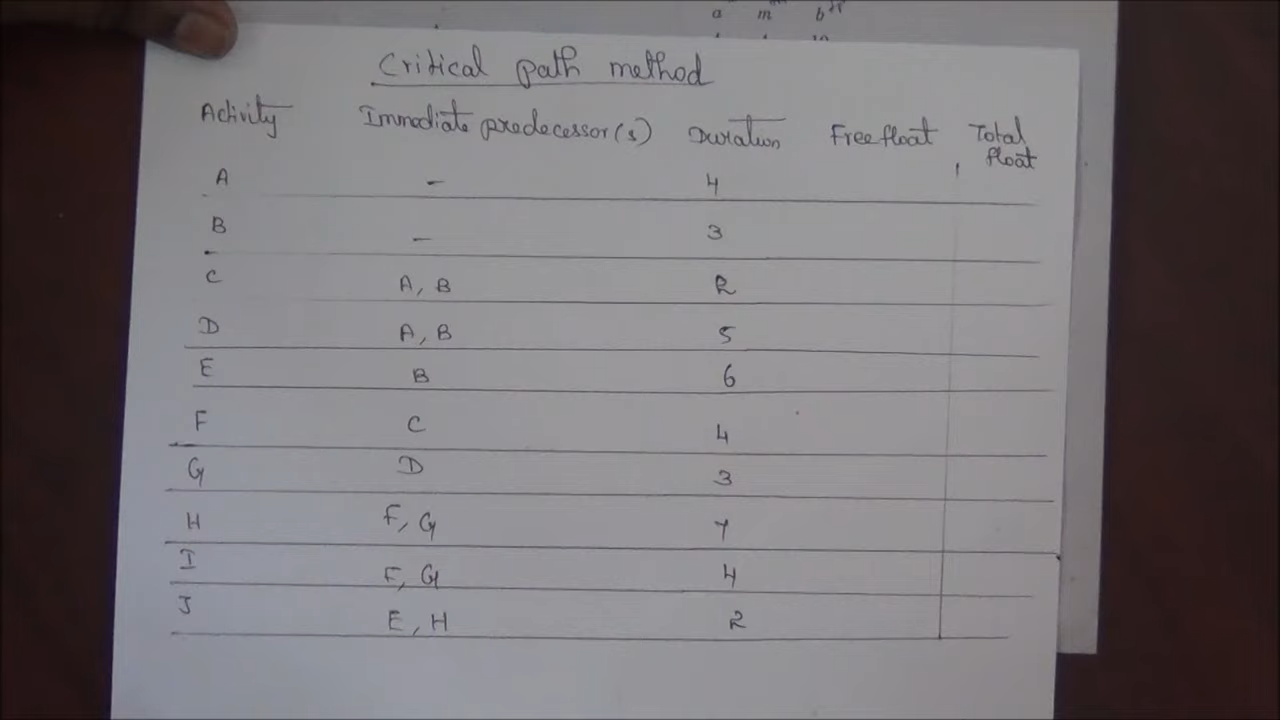 a m b
Critical path method
Activity Immediate predecessor(s) Duration Free float Total float
A - 4
B - 3
C A, B 2
D A, B 5
E B 6
F C 4
G D 3
H F, G 7
I F, G 4
J E, H 2